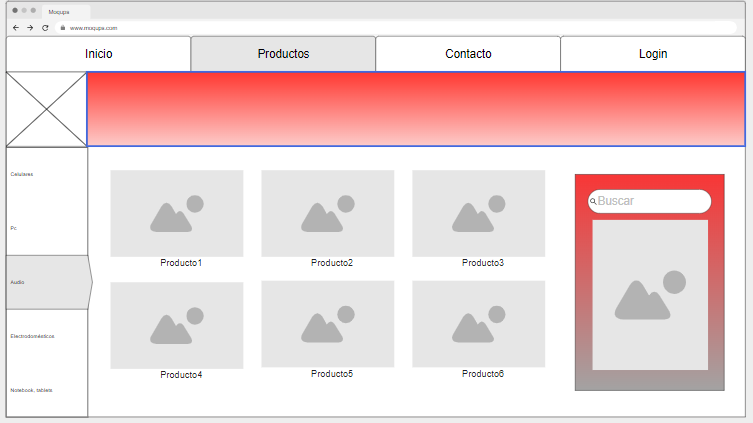 Moqups
www.moqups.com
Inicio
Productos
Contacto
Login
Celulares
Pc
Audio
Electrodomésticos
Notebook, tablets
Producto1
Producto2
Producto3
Producto4
Producto5
Producto6
Buscar